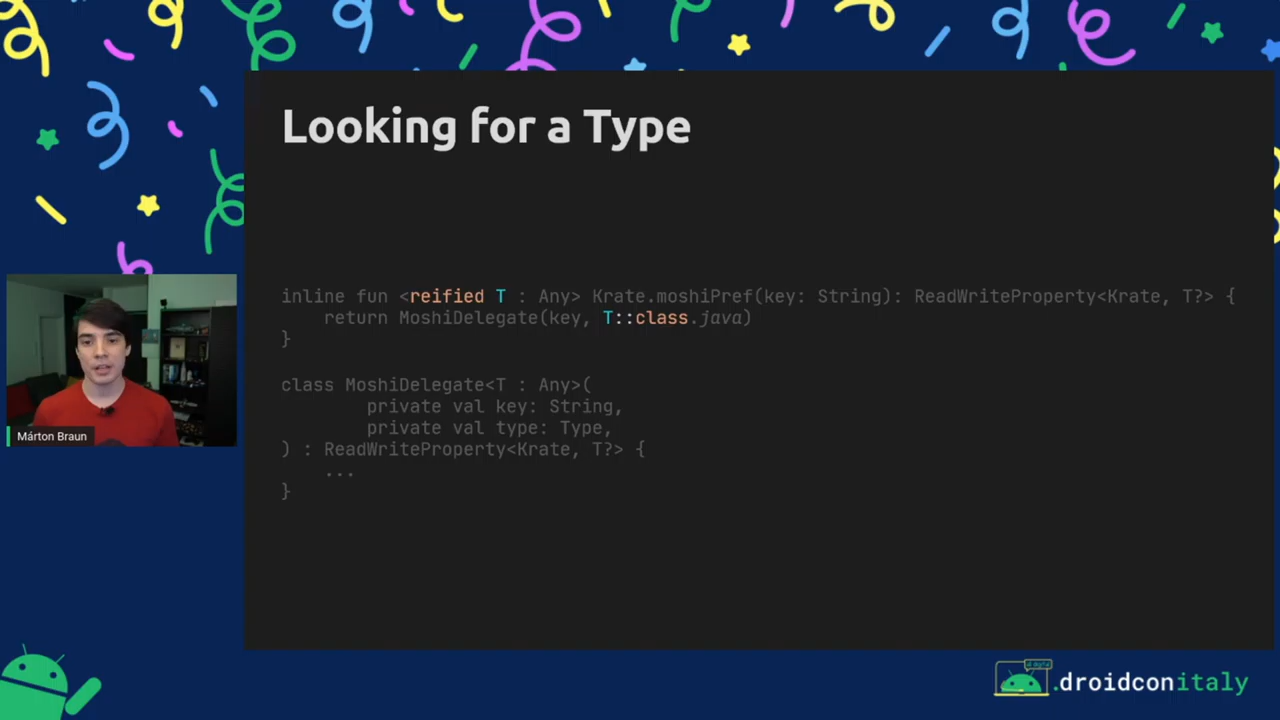 Looking for a Type
inline fun <reified T : Any> Krate.moshiPref(key: String): ReadWriteProperty<Krate, T?> {
    return MoshiDelegate(key, T::class.java)
}
class MoshiDelegate<T : Any>(
        private val key: String,
        private val type: Type,
) : ReadWriteProperty<Krate, T?> {
    ...
}
Márton Braun
.droidconitaly